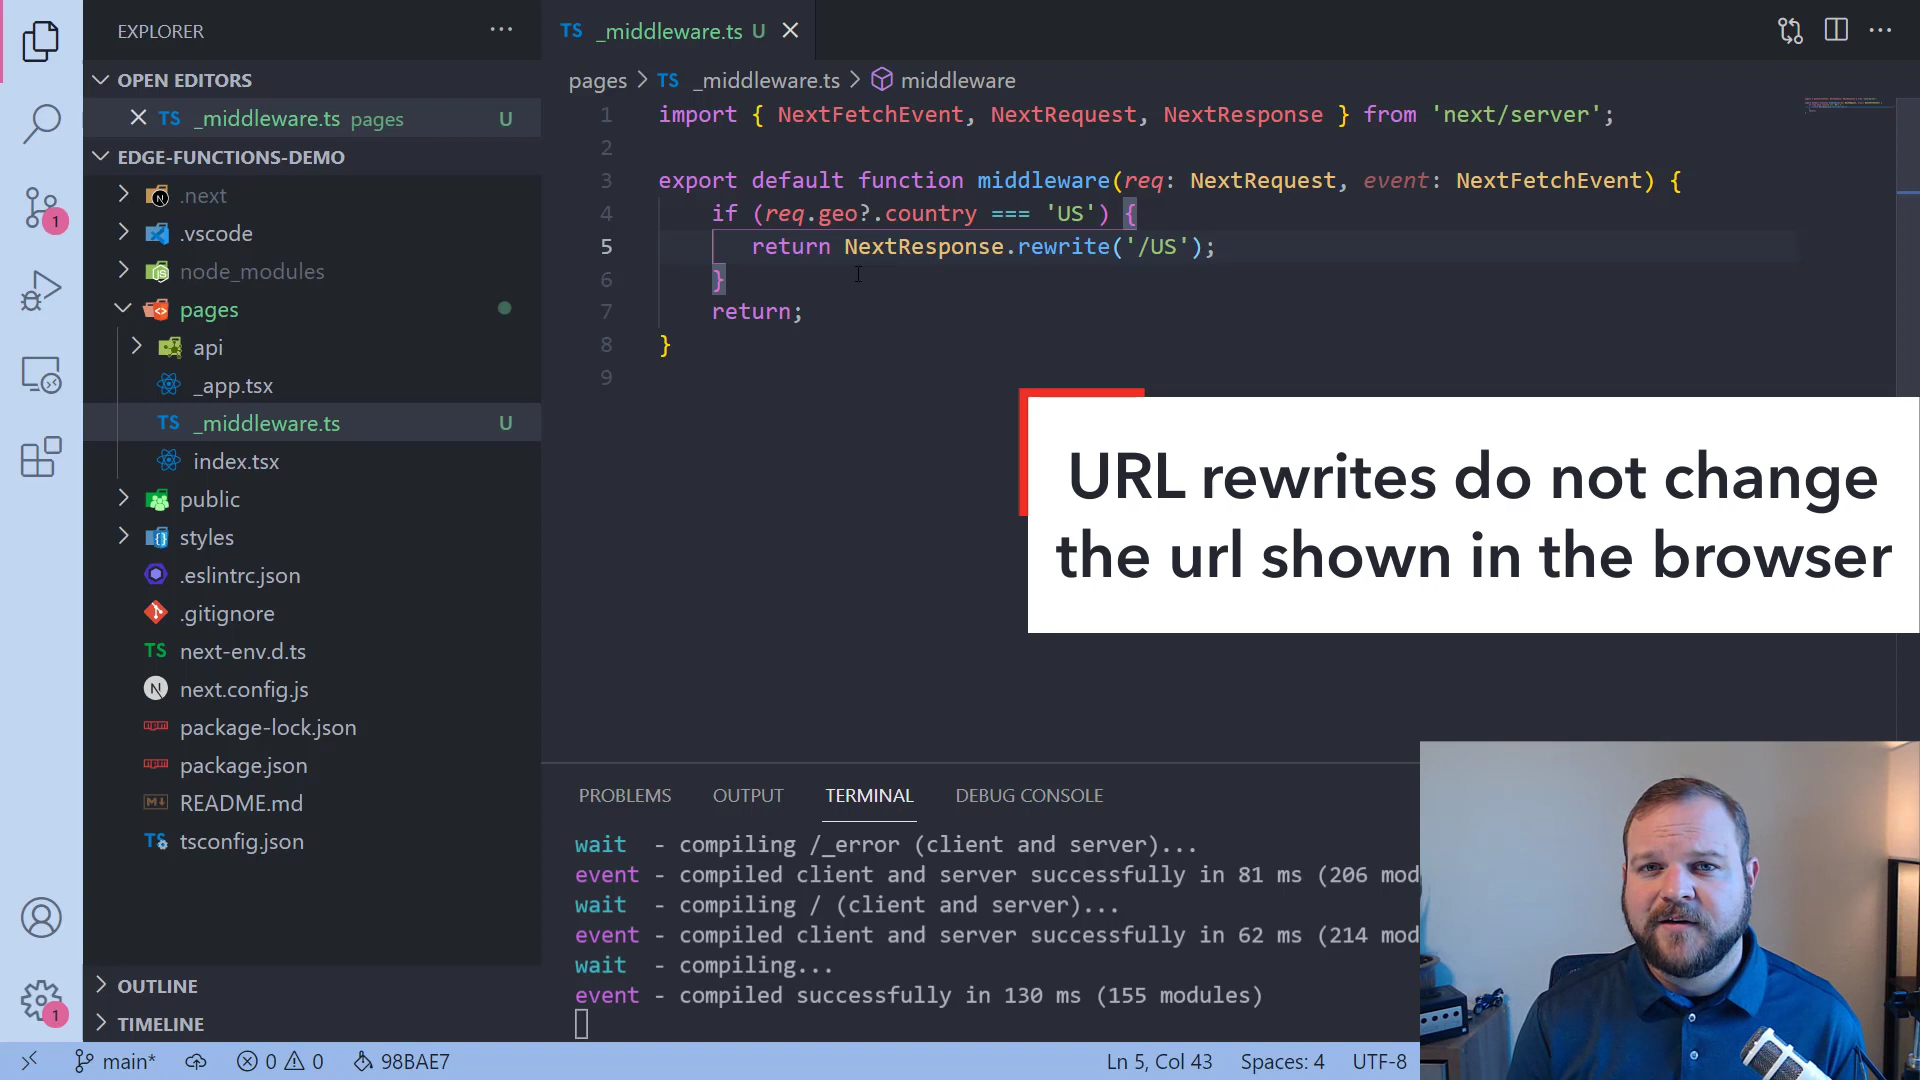 EXPLORER
OPEN EDITORS
TS _middleware.ts pages U
EDGE-FUNCTIONS-DEMO
.next
.vscode
node_modules
pages
api
_app.tsx
TS _middleware.ts U
index.tsx
public
styles
.eslintrc.json
.gitignore
TS next-env.d.ts
N next.config.js
package-lock.json
package.json
README.md
TS tsconfig.json
OUTLINE
TIMELINE
1
1
TS _middleware.ts U
pages > TS _middleware.ts > middleware
1 import { NextFetchEvent, NextRequest, NextResponse } from 'next/server';
2
3 export default function middleware(req: NextRequest, event: NextFetchEvent) {
4 if (req.geo?.country === 'US') {
5 return NextResponse.rewrite('/US');
6 }
7 return;
8 }
9
URL rewrites do not change
the url shown in the browser
PROBLEMS OUTPUT TERMINAL DEBUG CONSOLE
wait - compiling /_error (client and server)...
event - compiled client and server successfully in 81 ms (206 mod
wait - compiling / (client and server)...
event - compiled client and server successfully in 62 ms (214 mod
wait - compiling...
event - compiled successfully in 130 ms (155 modules)
main* 0 0 98BAE7 Ln 5, Col 43 Spaces: 4 UTF-8